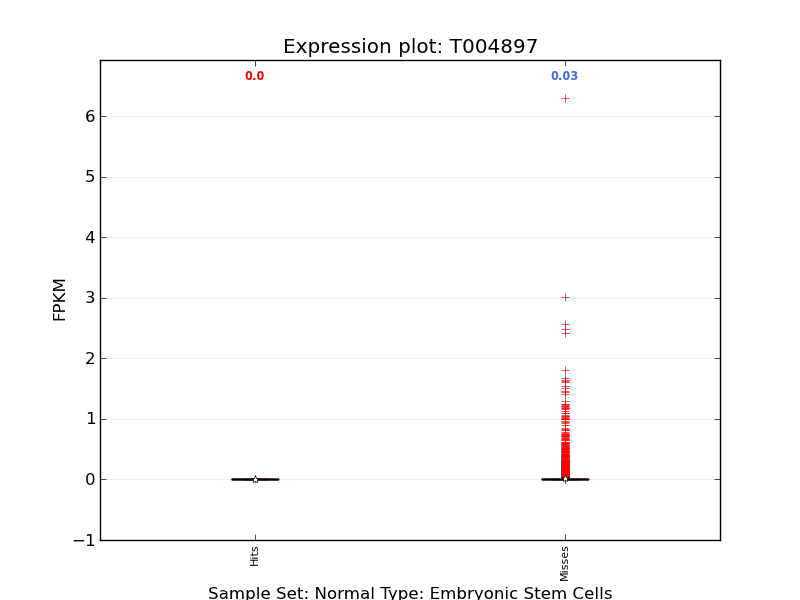 Expression plot: T004897
0.0
0.03
6
5
4
3
2
1
0
−1
FPKM
Hits
Misses
Sample Set: Normal Type: Embryonic Stem Cells